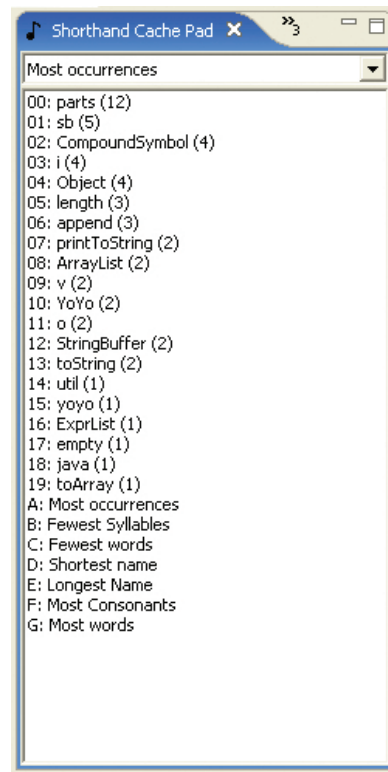 Shorthand Cache Pad
»3
Most occurrences
00: parts (12)
01: sb (5)
02: CompoundSymbol (4)
03: i (4)
04: Object (4)
05: length (3)
06: append (3)
07: printToString (2)
08: ArrayList (2)
09: v (2)
10: YoYo (2)
11: o (2)
12: StringBuffer (2)
13: toString (2)
14: util (1)
15: yoyo (1)
16: ExprList (1)
17: empty (1)
18: java (1)
19: toArray (1)
A: Most occurrences
B: Fewest Syllables
C: Fewest words
D: Shortest name
E: Longest Name
F: Most Consonants
G: Most words